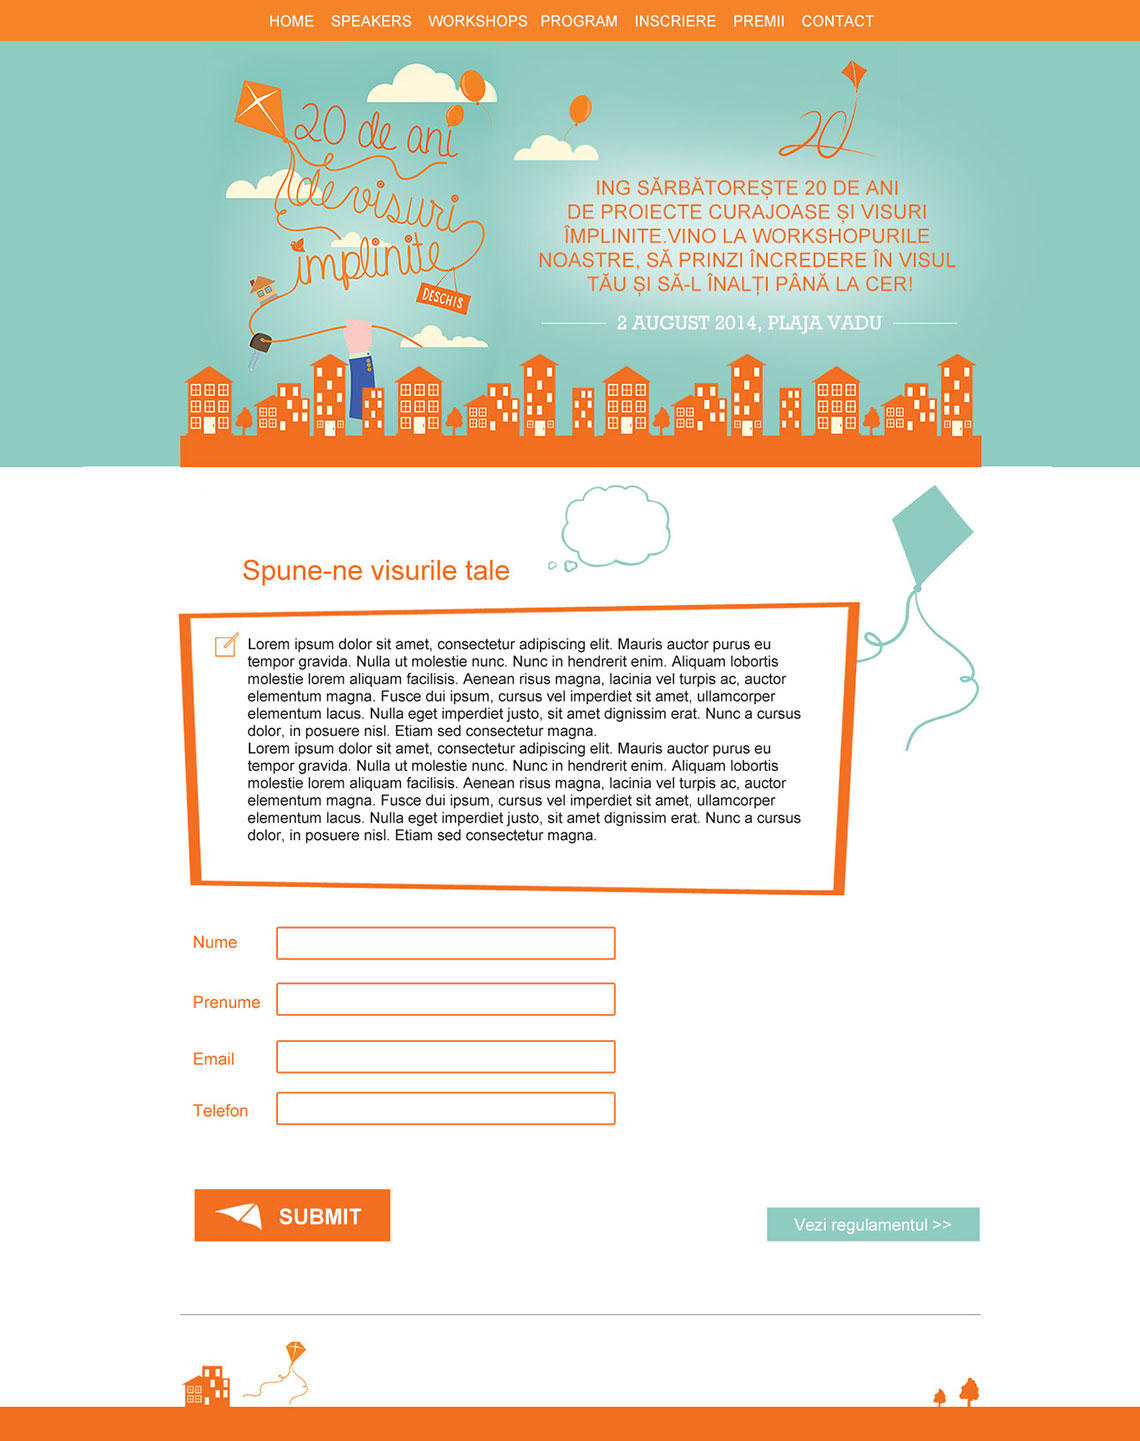 HOME SPEAKERS WORKSHOPS PROGRAM INSCRIERE PREMII CONTACT
20 de ani
de visuri
împlinite
DESCHIS
20
ING SĂRBĂTOREȘTE 20 DE ANI
DE PROIECTE CURAJOASE ȘI VISURI
ÎMPLINITE.VINO LA WORKSHOPURILE
NOASTRE, SĂ PRINZI ÎNCREDERE ÎN VISUL
TĂU ȘI SĂ-L ÎNALȚI PÂNĂ LA CER!
2 AUGUST 2014, PLAJA VADU
Spune-ne visurile tale
Lorem ipsum dolor sit amet, consectetur adipiscing elit. Mauris auctor purus eu
tempor gravida. Nulla ut molestie nunc. Nunc in hendrerit enim. Aliquam lobortis
molestie lorem aliquam facilisis. Aenean risus magna, lacinia vel turpis ac, auctor
elementum magna. Fusce dui ipsum, cursus vel imperdiet sit amet, ullamcorper
elementum lacus. Nulla eget imperdiet justo, sit amet dignissim erat. Nunc a cursus
dolor, in posuere nisl. Etiam sed consectetur magna.
Lorem ipsum dolor sit amet, consectetur adipiscing elit. Mauris auctor purus eu
tempor gravida. Nulla ut molestie nunc. Nunc in hendrerit enim. Aliquam lobortis
molestie lorem aliquam facilisis. Aenean risus magna, lacinia vel turpis ac, auctor
elementum magna. Fusce dui ipsum, cursus vel imperdiet sit amet, ullamcorper
elementum lacus. Nulla eget imperdiet justo, sit amet dignissim erat. Nunc a cursus
dolor, in posuere nisl. Etiam sed consectetur magna.
Nume
Prenume
Email
Telefon
SUBMIT
Vezi regulamentul >>